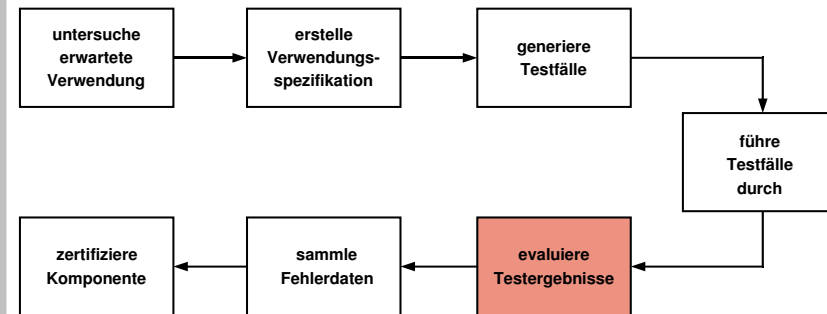 untersuche
erwartete
Verwendung
erstelle
Verwendungs-
spezifikation
generiere
Testfälle
führe
Testfälle
durch
evaluiere
Testergebnisse
sammle
Fehlerdaten
zertifiziere
Komponente